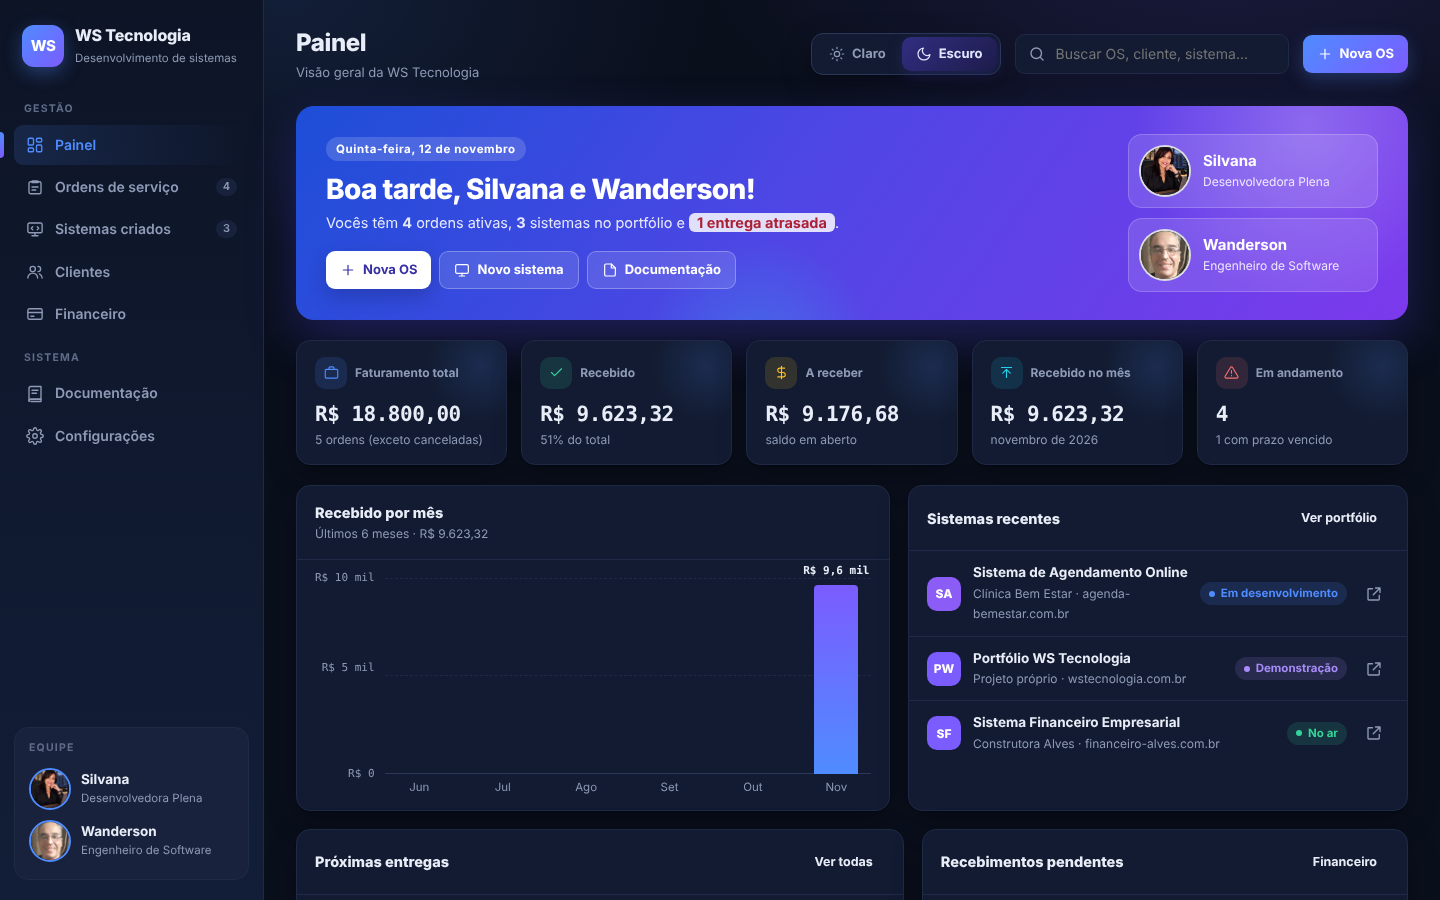 WS
WS Tecnologia
Desenvolvimento de sistemas
GESTÃO
Painel
Ordens de serviço 4
Sistemas criados 3
Clientes
Financeiro
SISTEMA
Documentação
Configurações
EQUIPE
Silvana
Desenvolvedora Plena
Wanderson
Engenheiro de Software
Painel
Visão geral da WS Tecnologia
Claro Escuro
Buscar OS, cliente, sistema...
Nova OS
Quinta-feira, 12 de novembro
Boa tarde, Silvana e Wanderson!
Vocês têm 4 ordens ativas, 3 sistemas no portfólio e 1 entrega atrasada.
Nova OS Novo sistema Documentação
Silvana
Desenvolvedora Plena
Wanderson
Engenheiro de Software
Faturamento total
R$ 18.800,00
5 ordens (exceto canceladas)
Recebido
R$ 9.623,32
51% do total
A receber
R$ 9.176,68
saldo em aberto
Recebido no mês
R$ 9.623,32
novembro de 2026
Em andamento
4
1 com prazo vencido
Recebido por mês
Últimos 6 meses · R$ 9.623,32
R$ 9,6 mil
R$ 10 mil
R$ 5 mil
R$ 0
Jun Jul Ago Set Out Nov
Sistemas recentes
Ver portfólio
SA
Sistema de Agendamento Online
Clínica Bem Estar · agenda-
bemestar.com.br
Em desenvolvimento
PW
Portfólio WS Tecnologia
Projeto próprio · wstecnologia.com.br
Demonstração
SF
Sistema Financeiro Empresarial
Construtora Alves · financeiro-alves.com.br
No ar
Próximas entregas
Ver todas
Recebimentos pendentes
Financeiro